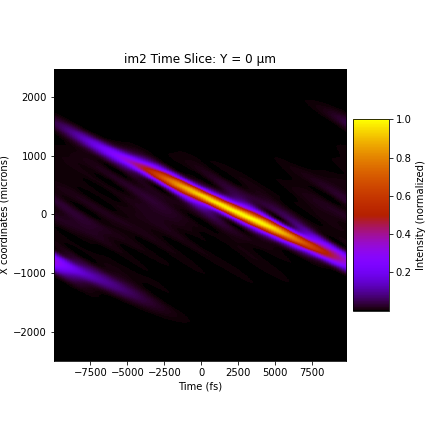 im2 Time Slice: Y = 0 μm
2000
1000
0
−1000
−2000
X coordinates (microns)
−7500 −5000 −2500 0 2500 5000 7500
Time (fs)
1.0
0.8
0.6
0.4
0.2
Intensity (normalized)